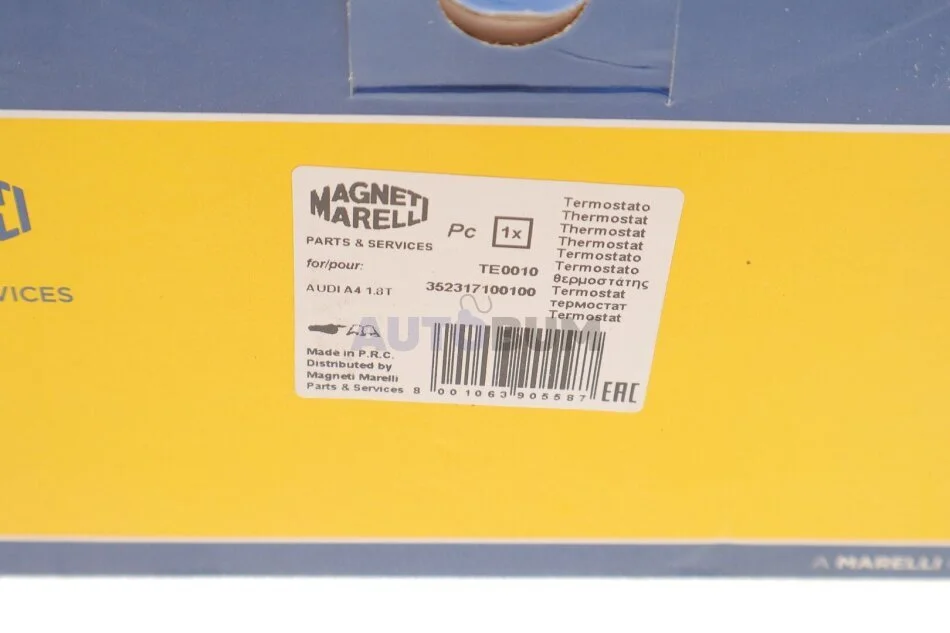 VICES
MAGNETI
MARELLI
PARTS & SERVICES
Pc 1x
for/pour:
TE0010
AUDI A4 1.8T
352317100100
Termostato
Thermostat
Thermostat
Thermostat
Termostato
Termostato
θερμοστάτης
Termostat
термостат
Termostat
AUTOBUM
Made in P.R.C.
Distributed by
Magneti Marelli
Parts & Services
8 001063 905587
EAC
A MARELLI